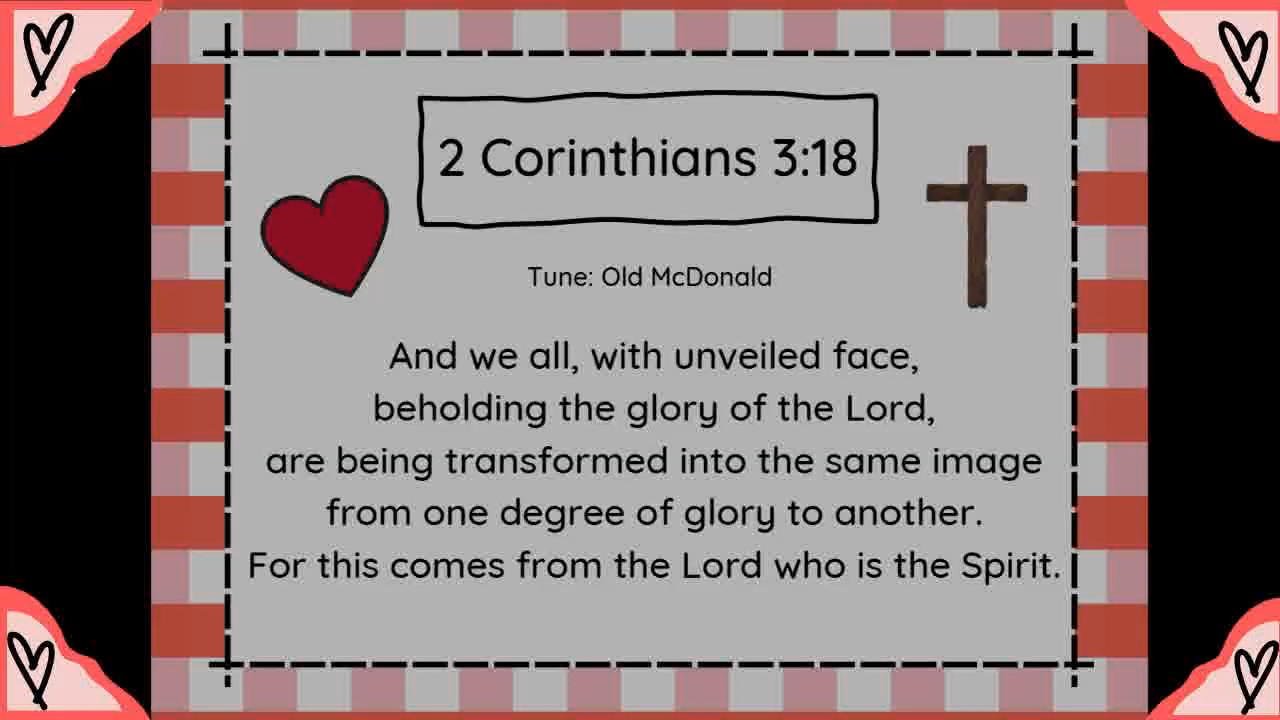 2 Corinthians 3:18
Tune: Old McDonald
And we all, with unveiled face,
beholding the glory of the Lord,
are being transformed into the same image
from one degree of glory to another.
For this comes from the Lord who is the Spirit.